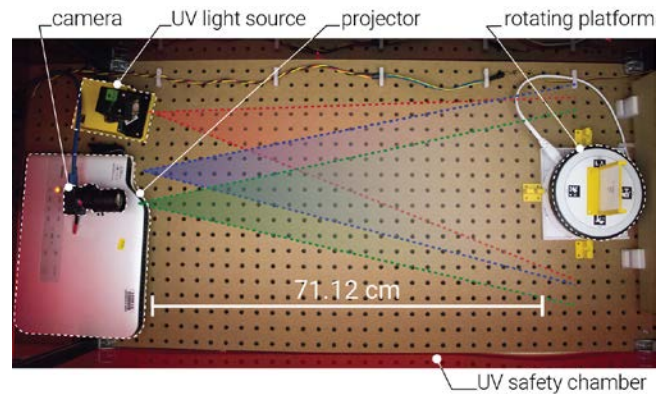 camera
UV light source
projector
rotating platform
71.12 cm
UV safety chamber